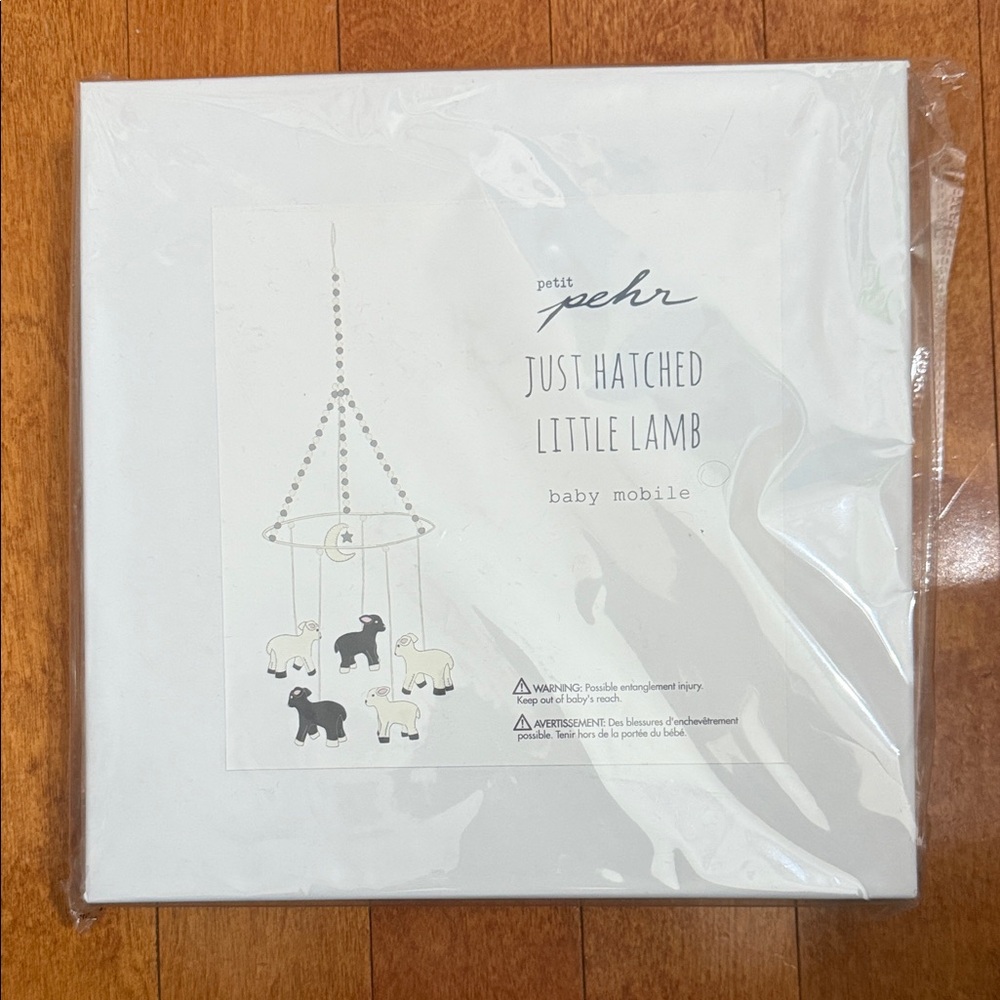 petit
pehr
JUST HATCHED
LITTLE LAMB
baby mobile
WARNING: Possible entanglement injury.
Keep out of baby's reach.
AVERTISSEMENT: Des blessures d'enchevêtrement
possible. Tenir hors de la portée du bébé.